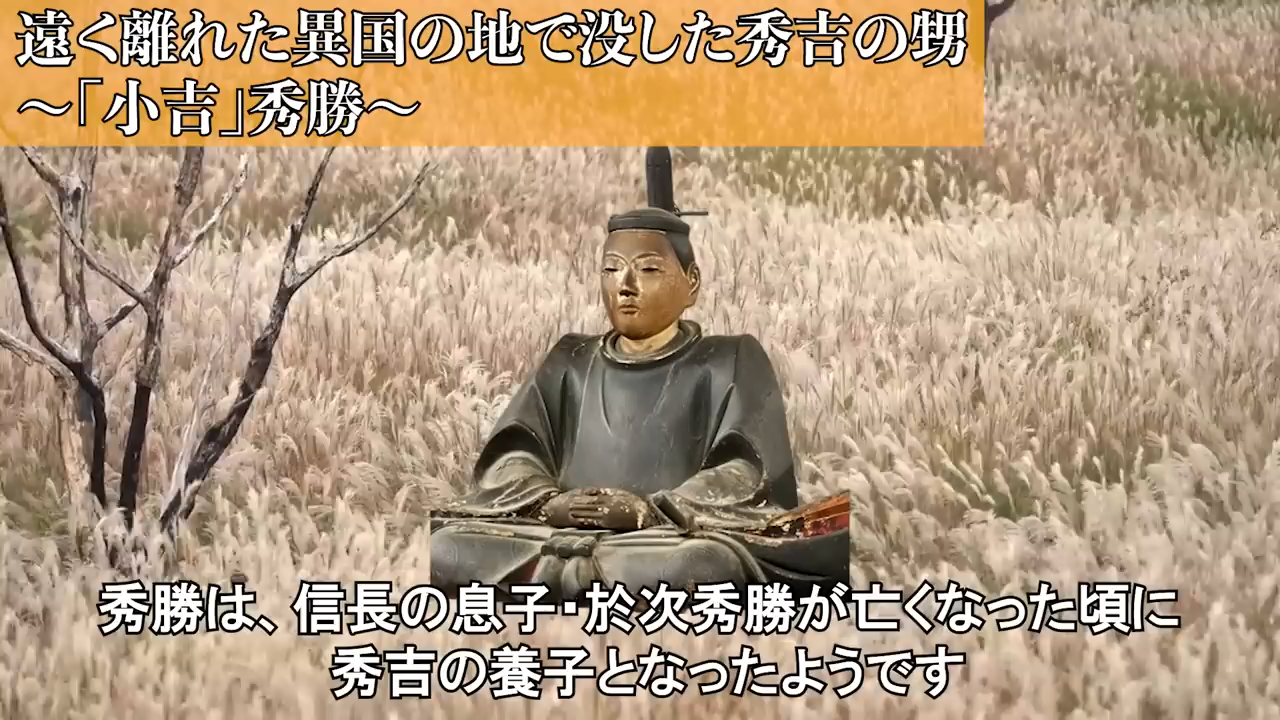 遠く離れた異国の地で没した秀吉の甥
～「小吉」秀勝～
秀勝は、信長の息子・於次秀勝が亡くなった頃に
秀吉の養子となったようです